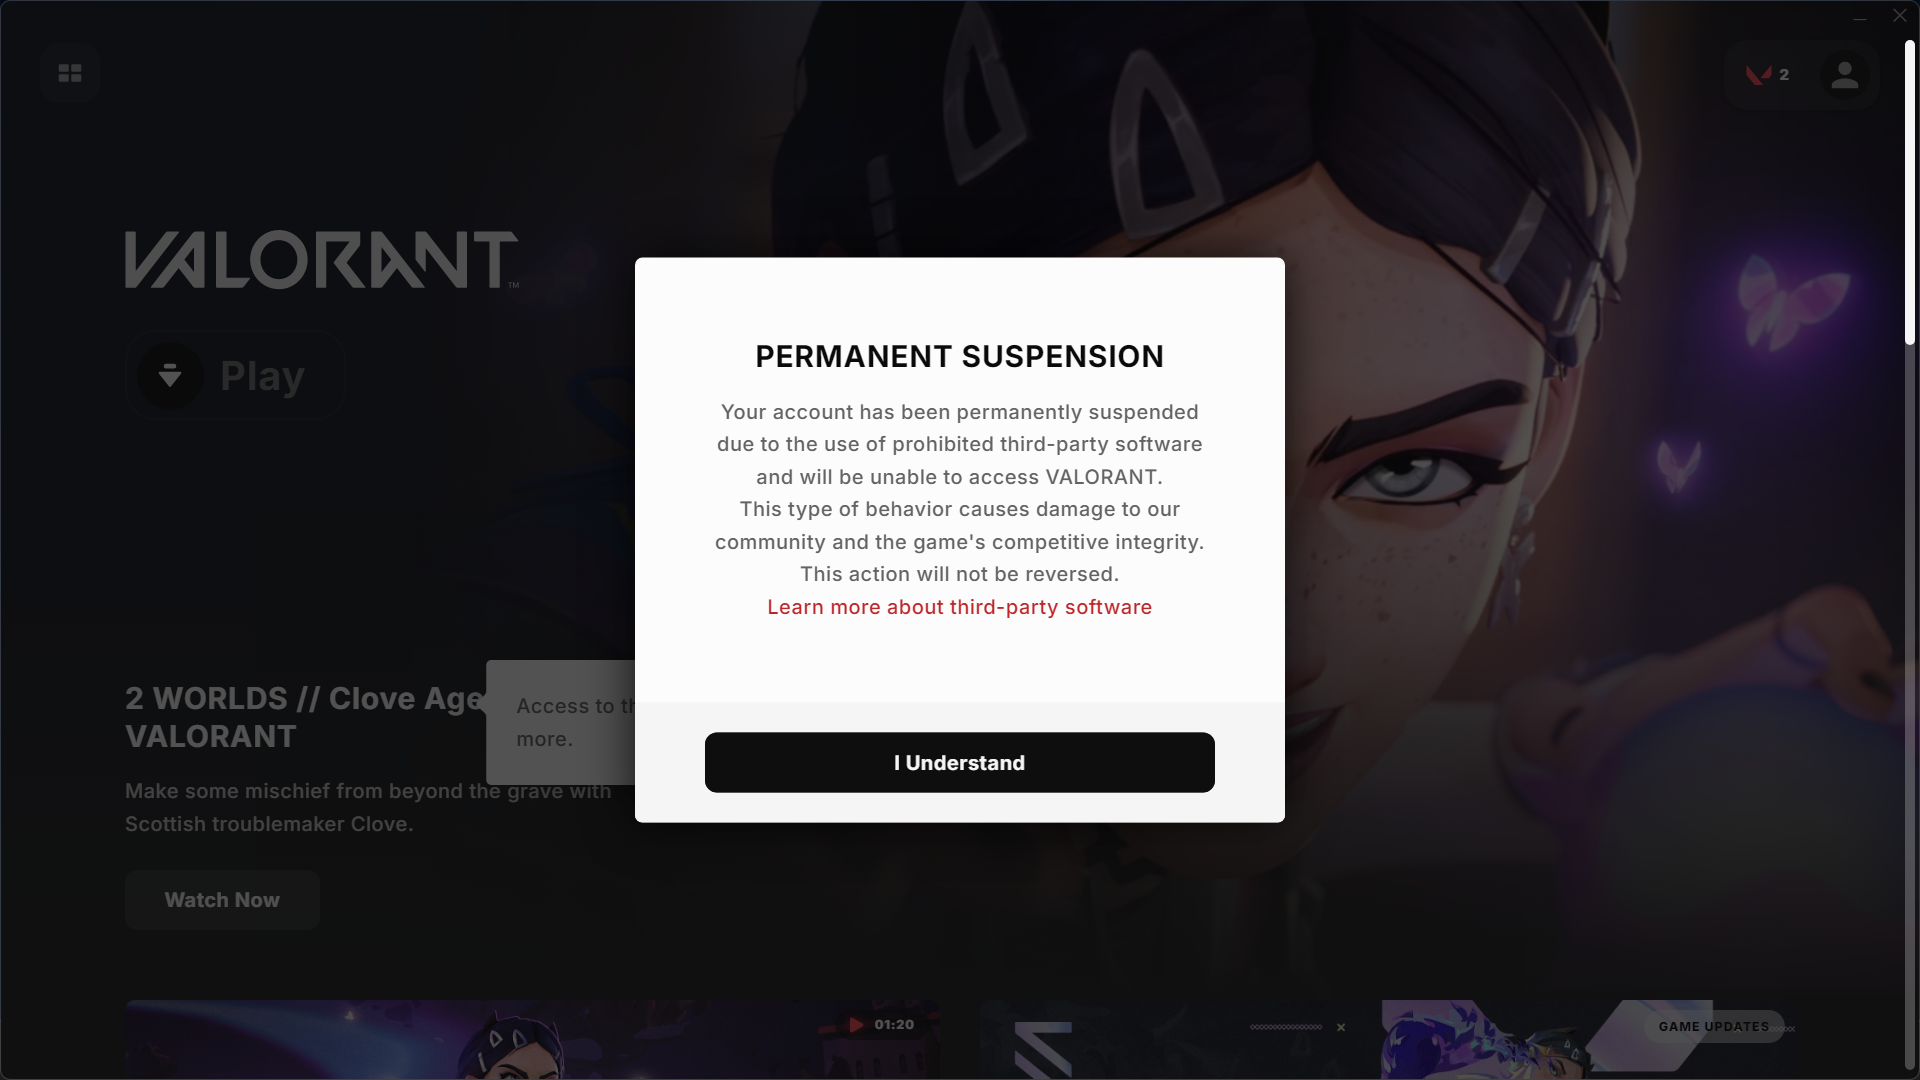 2
VALORANT
TM
Play
PERMANENT SUSPENSION
Your account has been permanently suspended
due to the use of prohibited third-party software
and will be unable to access VALORANT.
This type of behavior causes damage to our
community and the game's competitive integrity.
This action will not be reversed.
Learn more about third-party software
I Understand
2 WORLDS // Clove Age
VALORANT
Access to th
more.
Make some mischief from beyond the grave with
Scottish troublemaker Clove.
Watch Now
01:20
GAME UPDATES